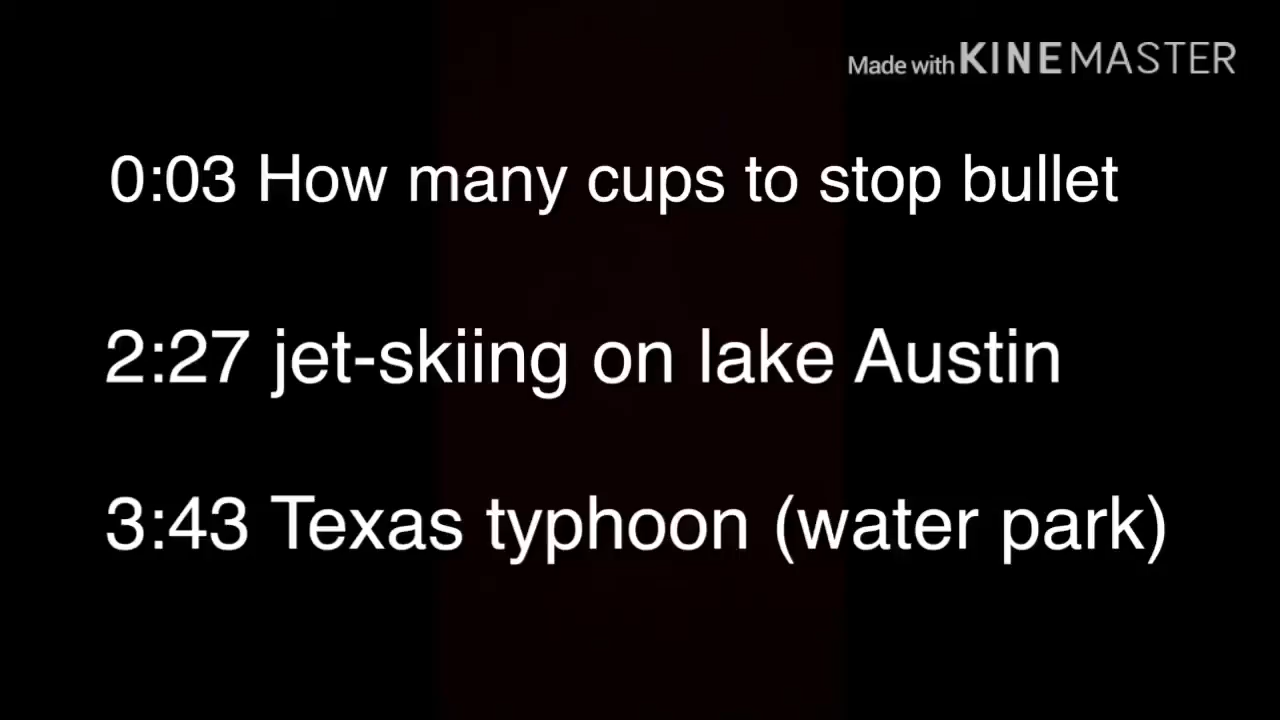 Made with KINEMASTER
0:03 How many cups to stop bullet
2:27 jet-skiing on lake Austin
3:43 Texas typhoon (water park)